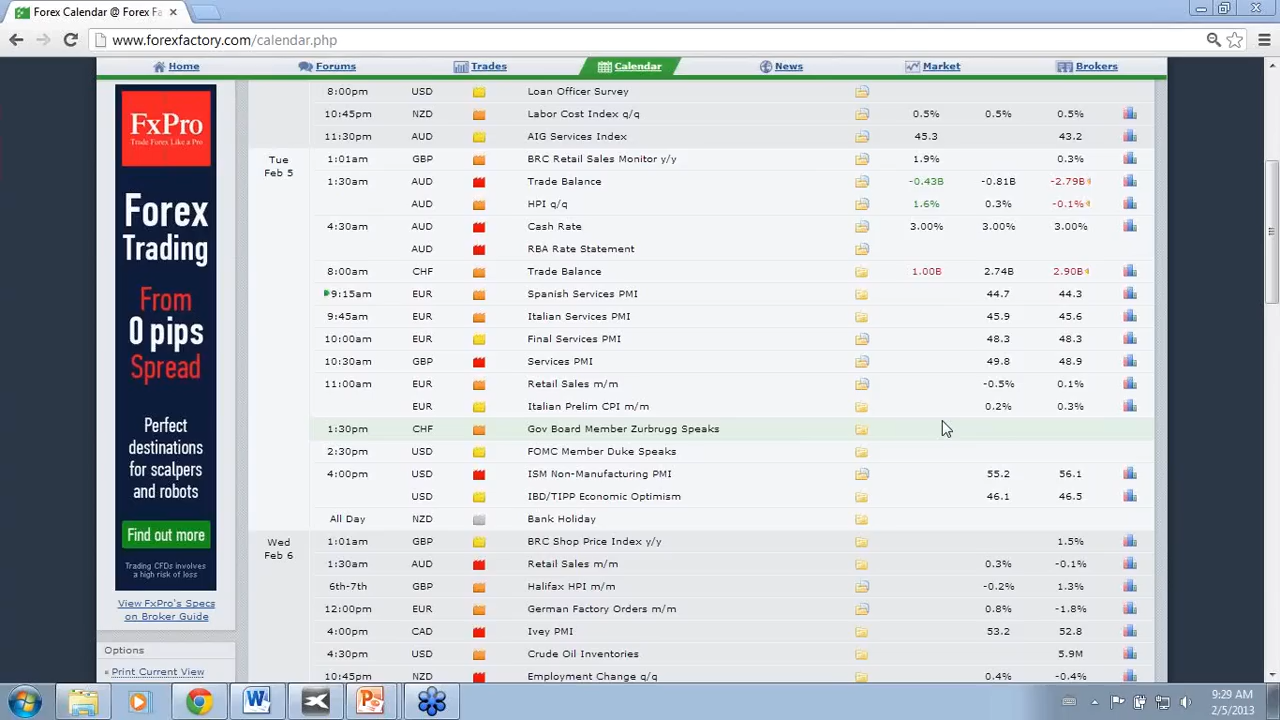 Forex Calendar @ Forex Fa
www.forexfactory.com/calendar.php
Home Forums Trades Calendar News Market Brokers
8:00pm USD Loan Officer Survey
10:45pm NZD Labor Cost Index q/q 0.5% 0.5% 0.5%
11:30pm AUD AIG Services Index 45.3 43.2
Tue
Feb 5
1:01am GBP BRC Retail Sales Monitor y/y 1.9% 0.3%
1:30am AUD Trade Balance -0.43B -0.81B -2.79B
AUD HPI q/q 1.6% 0.3% -0.1%
4:30am AUD Cash Rate 3.00% 3.00% 3.00%
AUD RBA Rate Statement
8:00am CHF Trade Balance 1.00B 2.74B 2.90B
9:15am EUR Spanish Services PMI 44.7 44.3
9:45am EUR Italian Services PMI 45.9 45.6
10:00am EUR Final Services PMI 48.3 48.3
10:30am GBP Services PMI 49.8 48.9
11:00am EUR Retail Sales m/m -0.5% 0.1%
EUR Italian Prelim CPI m/m 0.2% 0.3%
1:30pm CHF Gov Board Member Zurbrugg Speaks
2:30pm USD FOMC Member Duke Speaks
4:00pm USD ISM Non-Manufacturing PMI 55.2 56.1
USD IBD/TIPP Economic Optimism 46.1 46.5
All Day NZD Bank Holiday
Wed
Feb 6
1:01am GBP BRC Shop Price Index y/y 1.5%
1:30am AUD Retail Sales m/m 0.3% -0.1%
6th-7th GBP Halifax HPI m/m -0.2% 1.3%
12:00pm EUR German Factory Orders m/m 0.8% -1.8%
4:00pm CAD Ivey PMI 53.2 52.8
4:30pm USD Crude Oil Inventories 5.9M
10:45pm NZD Employment Change q/q 0.4% -0.4%
FxPro
Trade Forex Like a Pro
Forex
Trading
From
0 pips
Spread
Perfect
destinations
for scalpers
and robots
Find out more
Trading CFDs involves
a high risk of loss
View FxPro's Specs
on Broker Guide
Options
« Print Current View
9:29 AM
2/5/2013